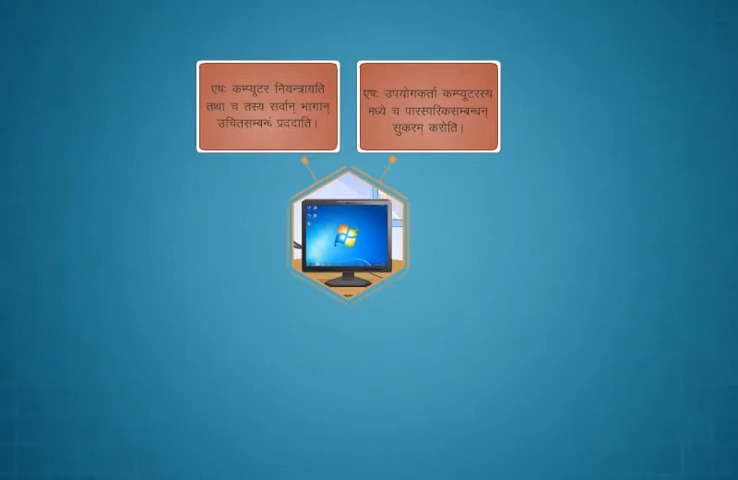 एषः कम्प्यूटर नियन्त्रायति
तथा च तस्य सर्वान् भागान्
उचितसम्बन्धं प्रददाति।
एषः उपयोगकर्ता कम्प्यूटरस्य
मध्ये च पारस्परिकसम्बन्धन्
सुकरम् करोति।